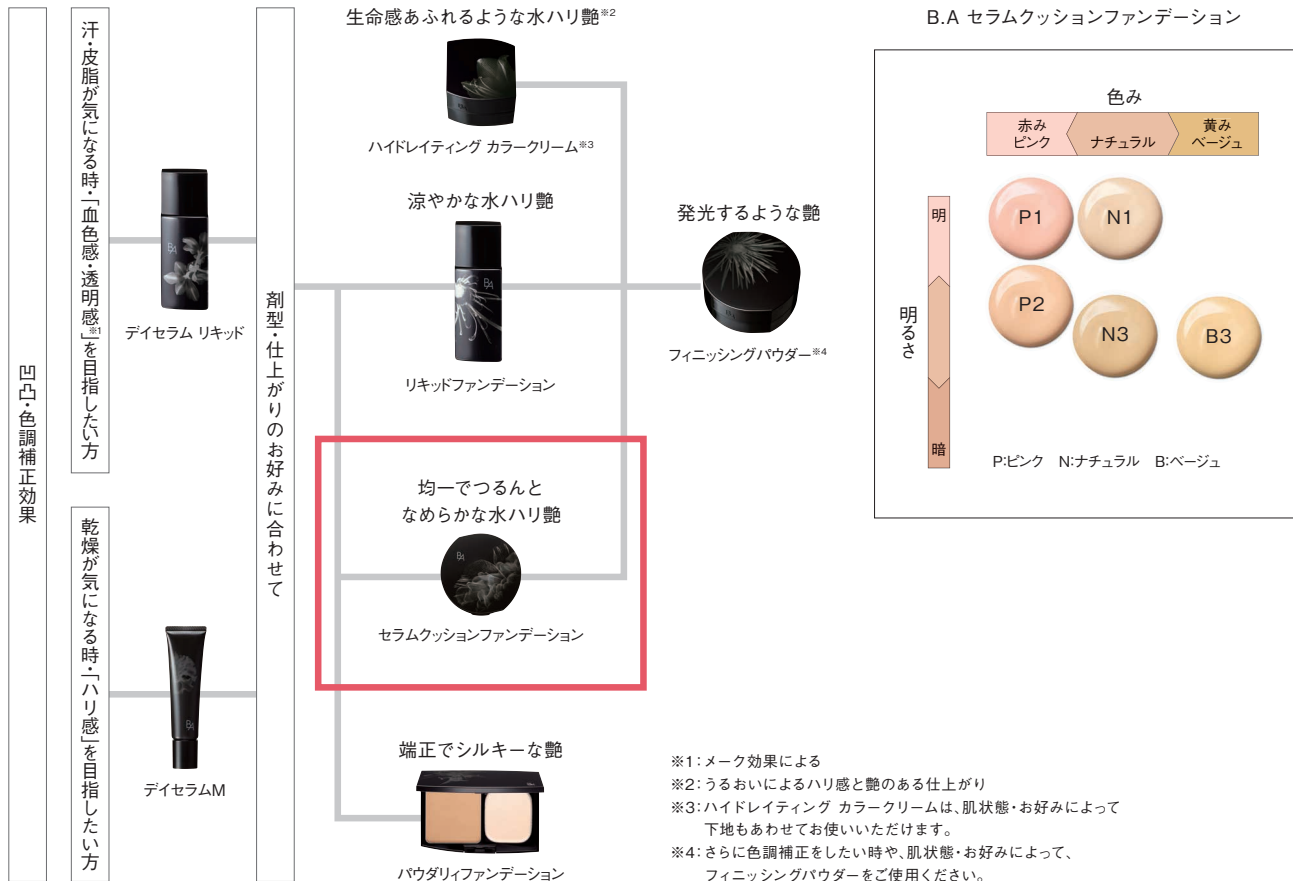 凹凸・色調補正効果
汗・皮脂が気になる時・「血色感・透明感」※1を目指したい方
デイセラム リキッド
乾燥が気になる時・「ハリ感」を目指したい方
デイセラムM
剤型・仕上がりのお好みに合わせて
生命感あふれるような水ハリ艶※2
ハイドレイティング カラークリーム※3
涼やかな水ハリ艶
BA
リキッドファンデーション
均一でつるんと
なめらかな水ハリ艶
BA
セラムクッションファンデーション
端正でシルキーな艶
パウダリィファンデーション
発光するような艶
フィニッシングパウダー※4
B.A セラムクッションファンデーション
色み
赤み
ピンク
ナチュラル
黄み
ベージュ
明るさ
明
暗
P1
N1
P2
N3
B3
P:ピンク N:ナチュラル B:ベージュ
※1:メーク効果による
※2:うるおいによるハリ感と艶のある仕上がり
※3:ハイドレイティング カラークリームは、肌状態・お好みによって
下地もあわせてお使いいただけます。
※4:さらに色調補正をしたい時や、肌状態・お好みによって、
フィニッシングパウダーをご使用ください。